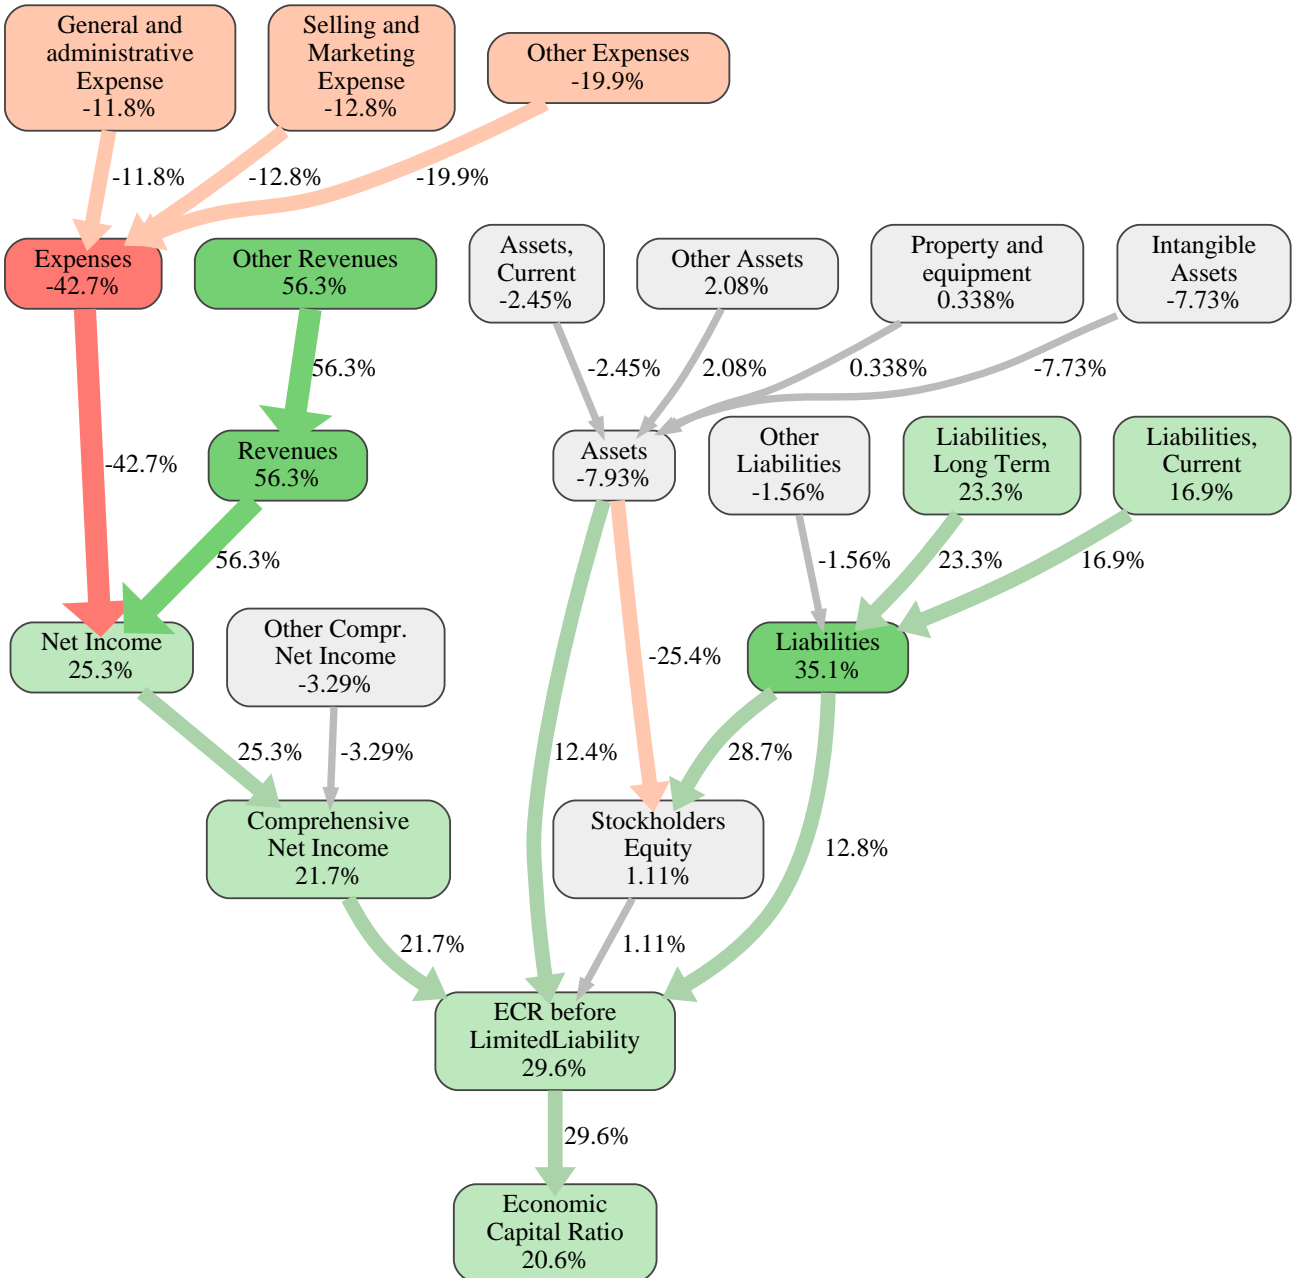 General and
administrative
Expense
-11.8%
Selling and
Marketing
Expense
-12.8%
Other Expenses
-19.9%
-11.8%
-12.8%
-19.9%
Expenses
-42.7%
Other Revenues
56.3%
Assets,
Current
-2.45%
Other Assets
2.08%
Property and
equipment
0.338%
Intangible
Assets
-7.73%
56.3%
-2.45%
2.08%
0.338%
-7.73%
-42.7%
Revenues
56.3%
Assets
-7.93%
Other
Liabilities
-1.56%
Liabilities,
Long Term
23.3%
Liabilities,
Current
16.9%
56.3%
-1.56%
23.3%
16.9%
Net Income
25.3%
Other Compr.
Net Income
-3.29%
-25.4%
Liabilities
35.1%
25.3%
-3.29%
12.4%
28.7%
Comprehensive
Net Income
21.7%
Stockholders
Equity
1.11%
12.8%
21.7%
1.11%
ECR before
LimitedLiability
29.6%
29.6%
Economic
Capital Ratio
20.6%